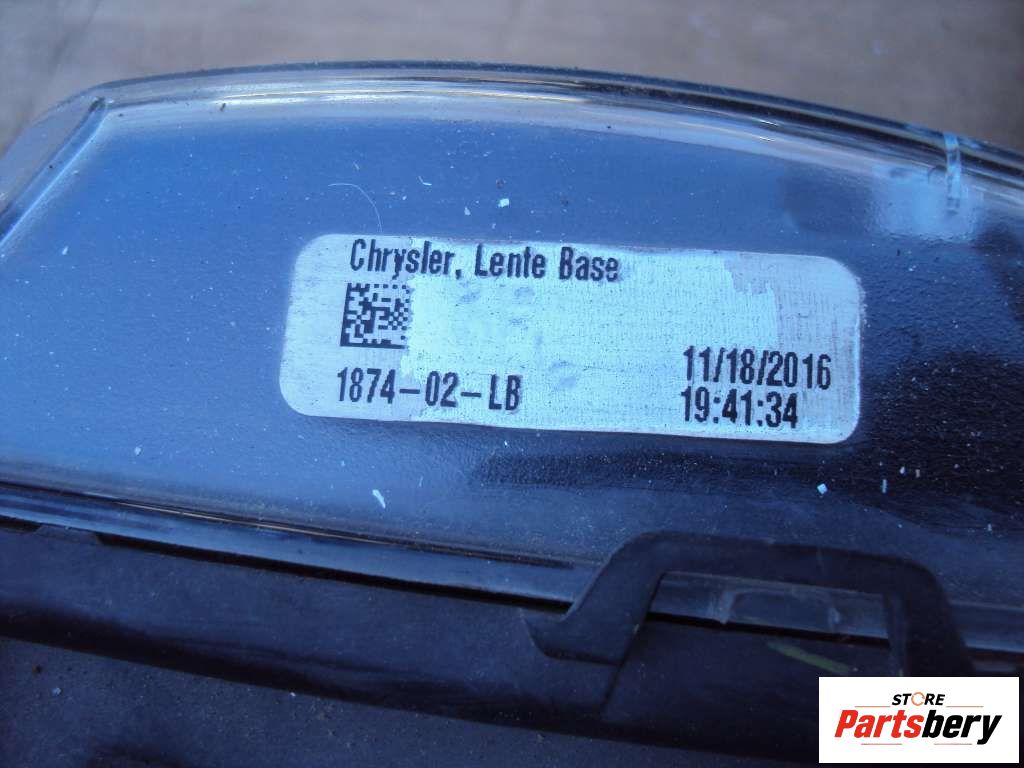 Chrysler, Lente Base
1874-02-LB
11/18/2016
19:41:34
STORE
Partsbery